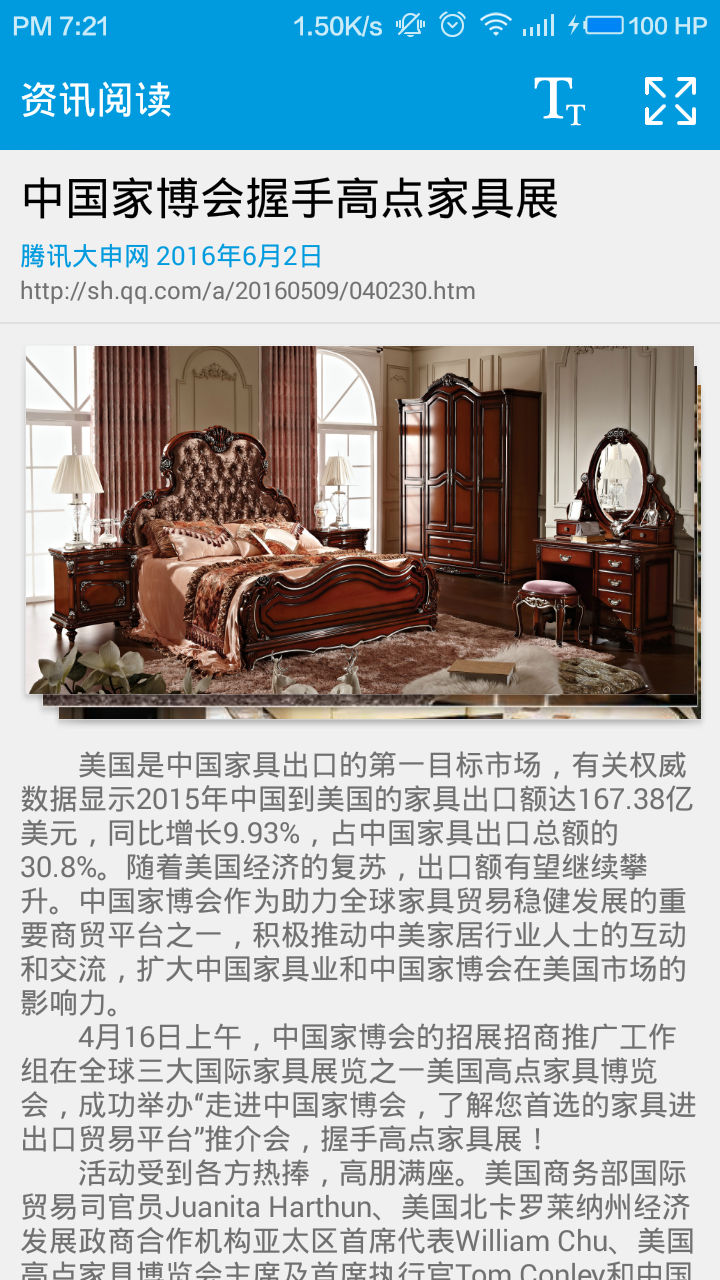 PM 7:21
1.50K/s
100 HP
资讯阅读
TT
中国家博会握手高点家具展
腾讯大申网 2016年6月2日
http://sh.qq.com/a/20160509/040230.htm
美国是中国家具出口的第一目标市场，有关权威
数据显示2015年中国到美国的家具出口额达167.38亿
美元，同比增长9.93%，占中国家具出口总额的
30.8%。随着美国经济的复苏，出口额有望继续攀
升。中国家博会作为助力全球家具贸易稳健发展的重
要商贸平台之一，积极推动中美家居行业人士的互动
和交流，扩大中国家具业和中国家博会在美国市场的
影响力。
4月16日上午，中国家博会的招展招商推广工作
组在全球三大国际家具展览之一美国高点家具博览
会，成功举办“走进中国家博会，了解您首选的家具进
出口贸易平台”推介会，握手高点家具展！
活动受到各方热捧，高朋满座。美国商务部国际
贸易司官员Juanita Harthun、美国北卡罗莱纳州经济
发展政商合作机构亚太区首席代表William Chu、美国
高点家具博览会主席及首席执行官Tom Conley和中国